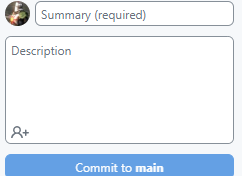 Summary (required)
Description
Commit to main